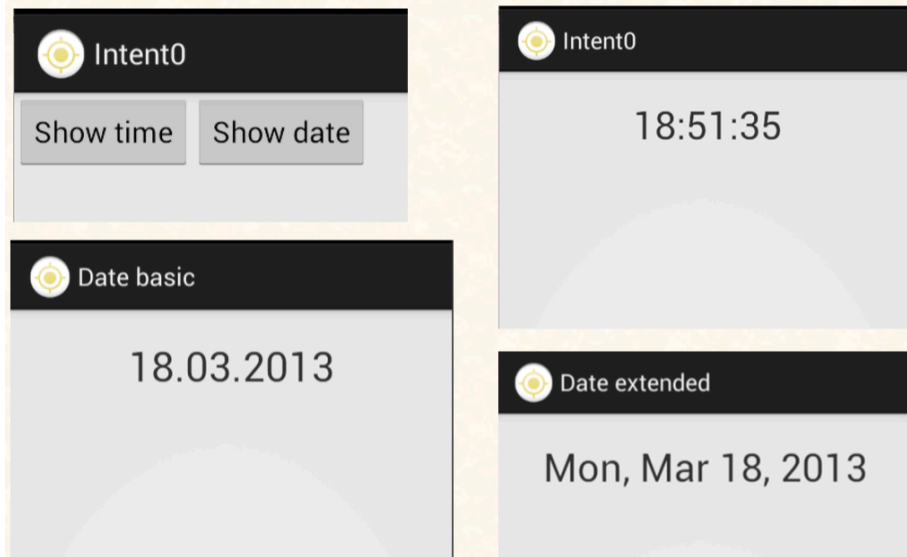 Intent0
Show time Show date
Intent0
18:51:35
Date basic
18.03.2013
Date extended
Mon, Mar 18, 2013